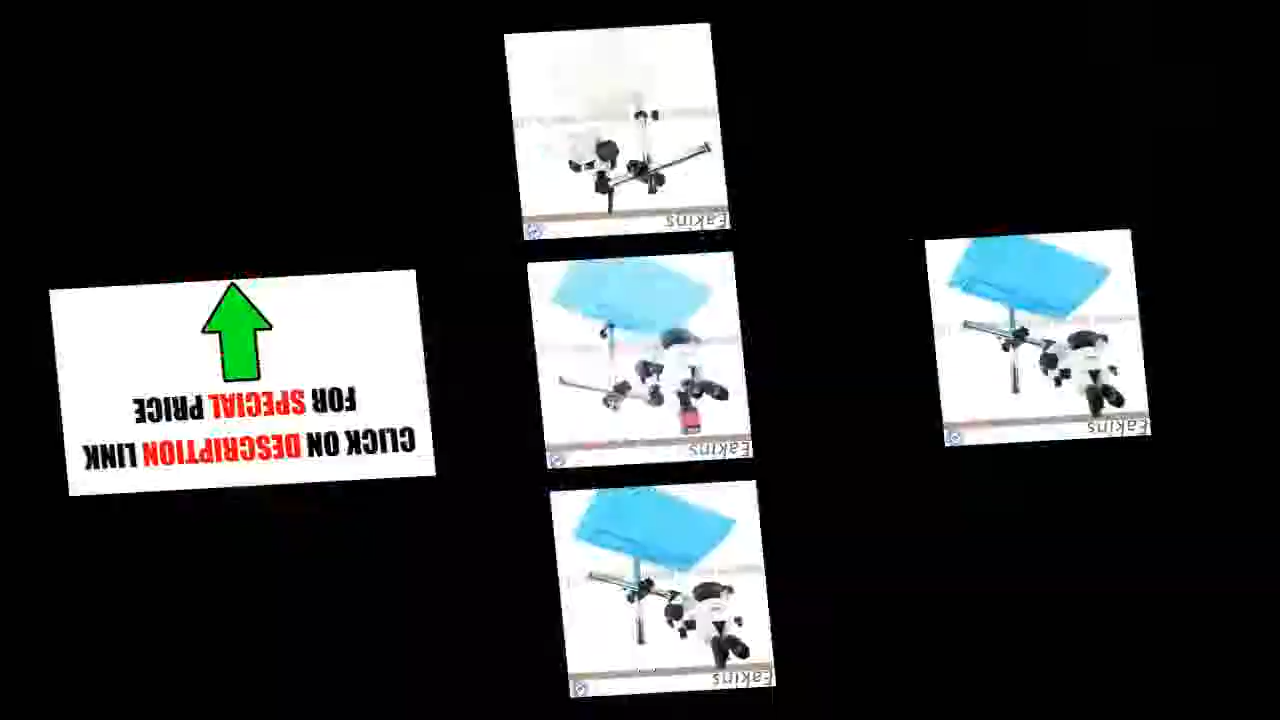 CLICK ON DESCRIPTION LINK
FOR SPECIAL PRICE
Eakins
Eakins
Eakins
Eakins